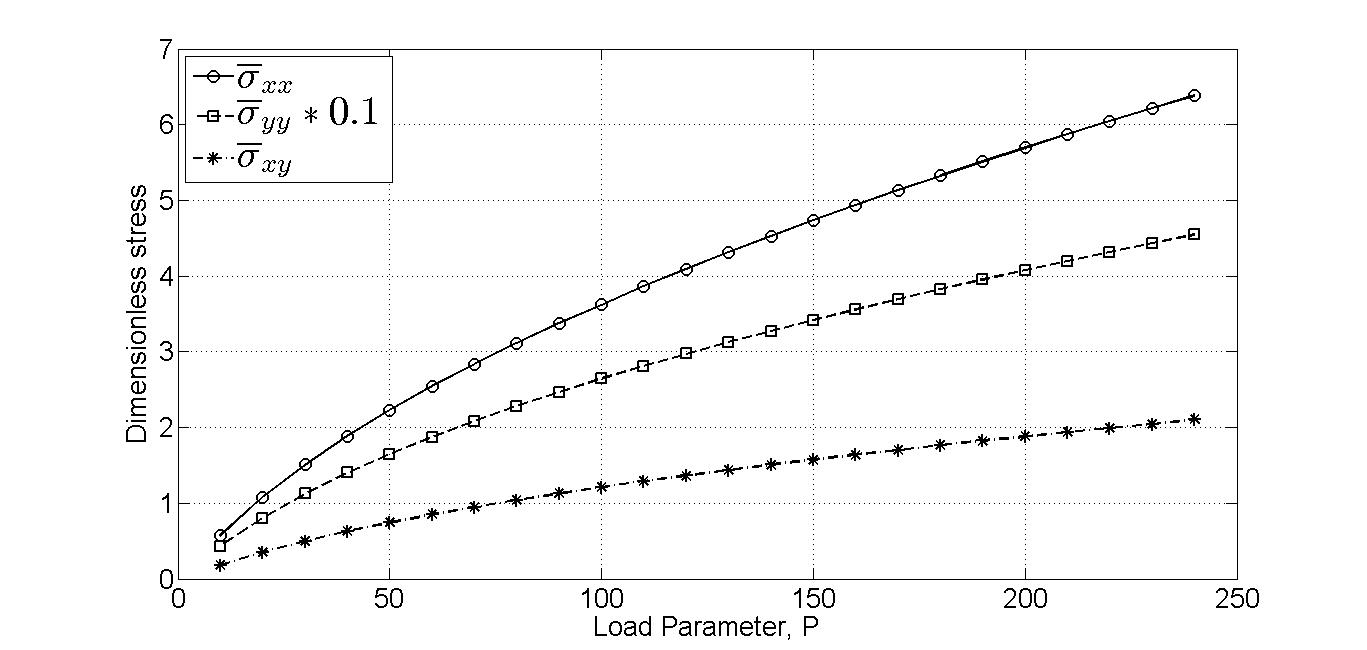 7
6
5
4
3
2
1
0
Dimensionless stress
σ̅xx
σ̅yy * 0.1
σ̅xy
0 50 100 150 200 250
Load Parameter, P